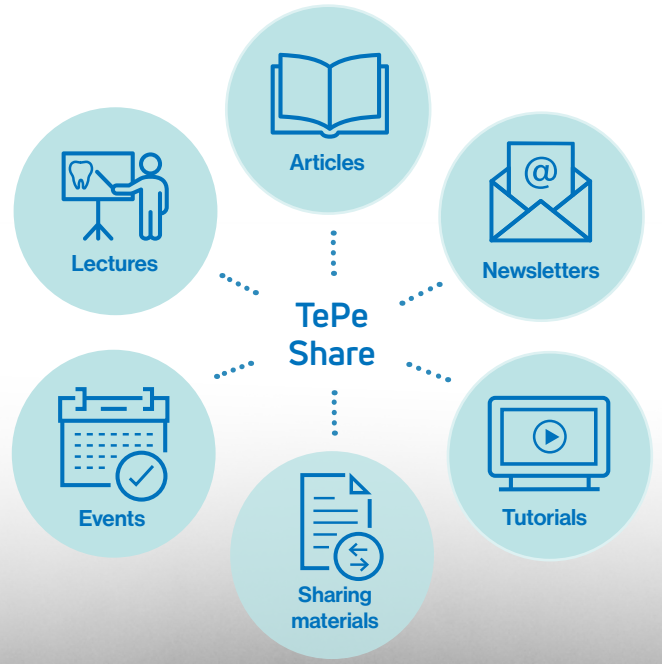 Articles
Lectures
@
Newsletters
TePe
Share
Events
Tutorials
Sharing
materials